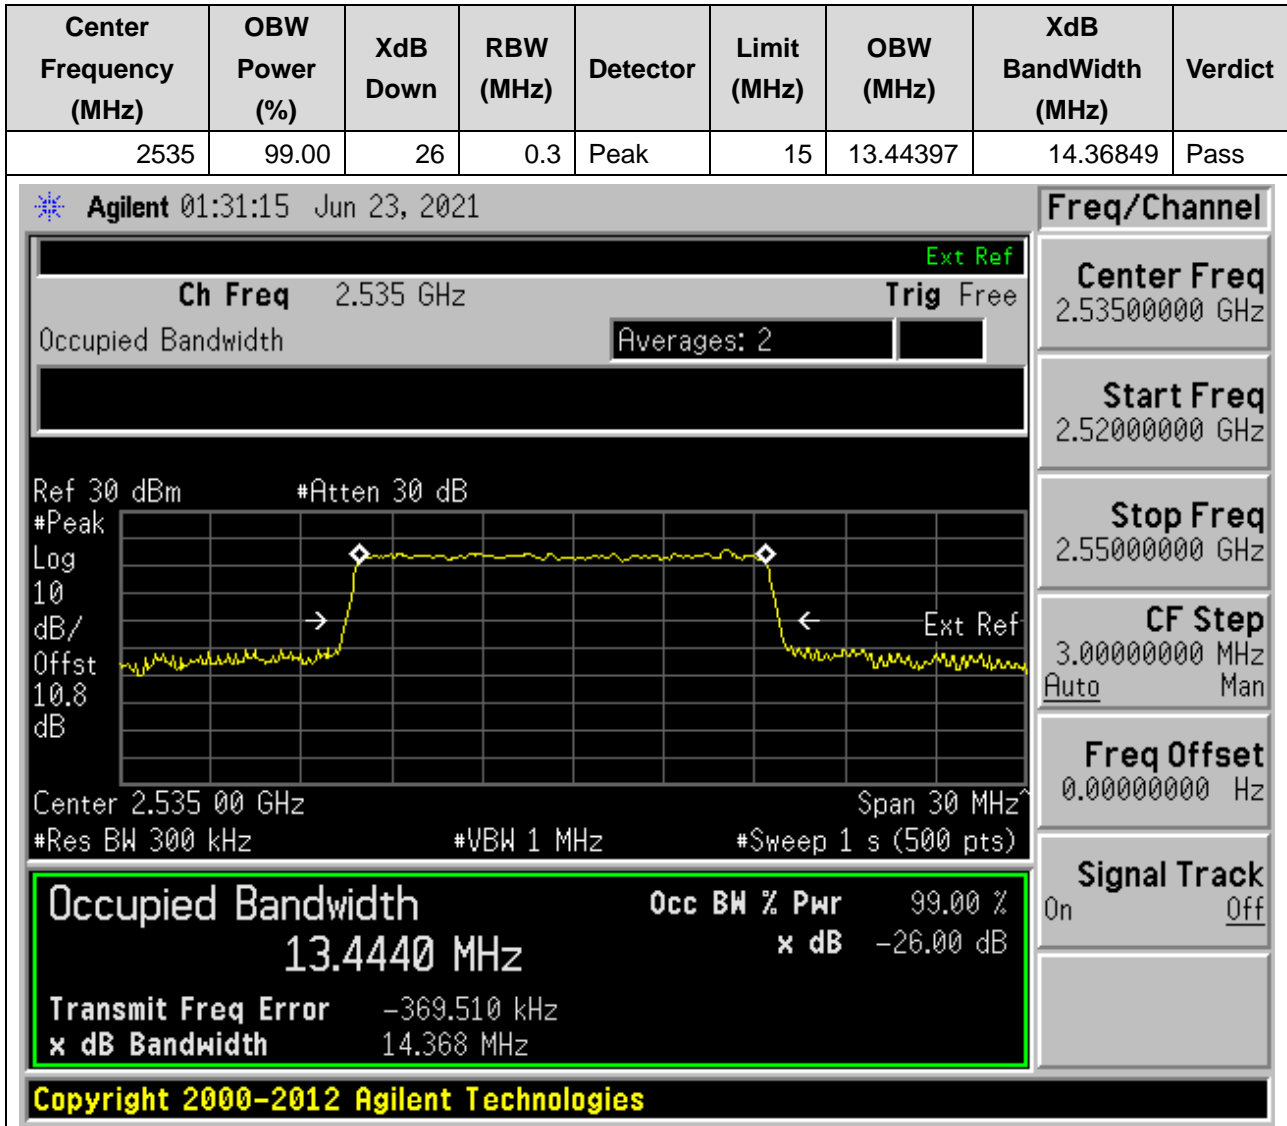 Center Frequency (MHz) OBW Power (%) XdB Down RBW (MHz) Detector Limit (MHz) OBW (MHz) XdB BandWidth (MHz) Verdict
2535 99.00 26 0.3 Peak 15 13.44397 14.36849 Pass
Agilent 01:31:15 Jun 23, 2021
Freq/Channel
Ext Ref
Ch Freq 2.535 GHz Trig Free
Occupied Bandwidth Averages: 2
Center Freq
2.53500000 GHz
Start Freq
2.52000000 GHz
Stop Freq
2.55000000 GHz
CF Step
3.00000000 MHz
Auto Man
Freq Offset
0.00000000 Hz
Signal Track
On Off
Ref 30 dBm #Atten 30 dB
#Peak
Log
10
dB/
Offst
10.8
dB
Ext Ref
Center 2.535 00 GHz Span 30 MHz^
#Res BW 300 kHz #VBW 1 MHz #Sweep 1 s (500 pts)
Occupied Bandwidth
13.4440 MHz
Occ BW % Pwr 99.00 %
x dB -26.00 dB
Transmit Freq Error -369.510 kHz
x dB Bandwidth 14.368 MHz
Copyright 2000-2012 Agilent Technologies